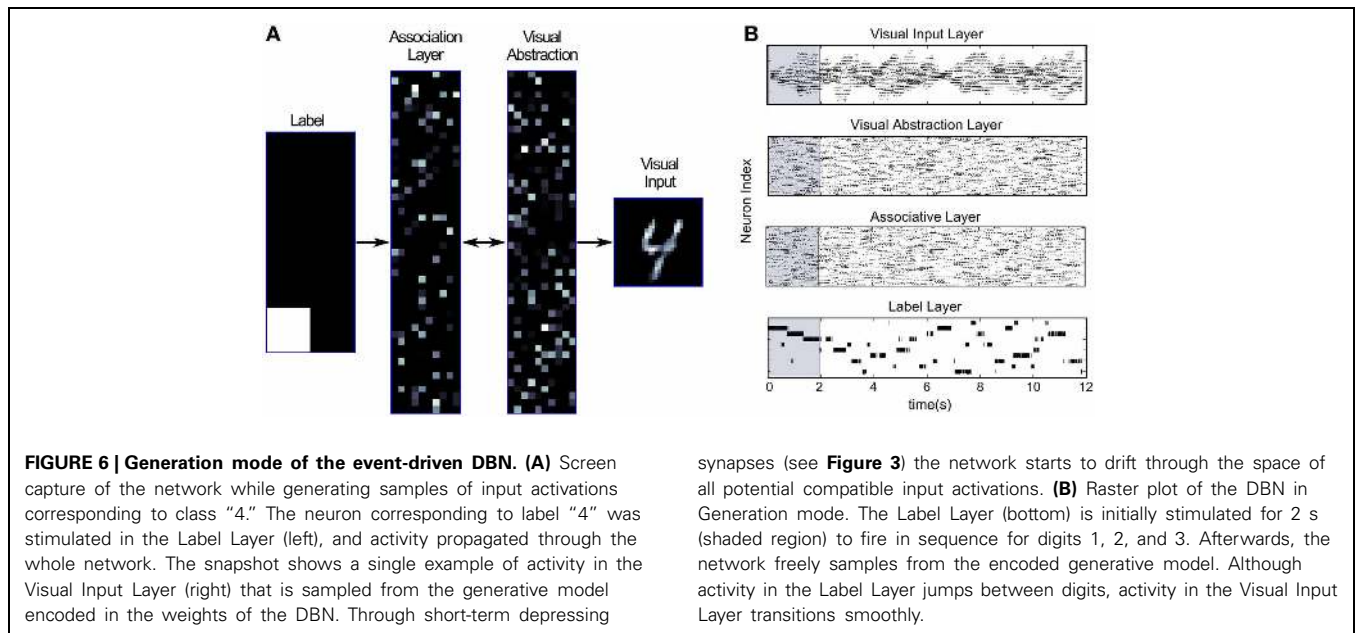 A
Association
Layer
Visual
Abstraction
Label
Visual
Input
B
Visual Input Layer
Visual Abstraction Layer
Associative Layer
Label Layer
Neuron Index
0 2 4 6 8 10 12
time(s)
FIGURE 6 | Generation mode of the event-driven DBN. (A) Screen
capture of the network while generating samples of input activations
corresponding to class “4.” The neuron corresponding to label “4” was
stimulated in the Label Layer (left), and activity propagated through the
whole network. The snapshot shows a single example of activity in the
Visual Input Layer (right) that is sampled from the generative model
encoded in the weights of the DBN. Through short-term depressing
synapses (see Figure 3) the network starts to drift through the space of
all potential compatible input activations. (B) Raster plot of the DBN in
Generation mode. The Label Layer (bottom) is initially stimulated for 2 s
(shaded region) to fire in sequence for digits 1, 2, and 3. Afterwards, the
network freely samples from the encoded generative model. Although
activity in the Label Layer jumps between digits, activity in the Visual Input
Layer transitions smoothly.